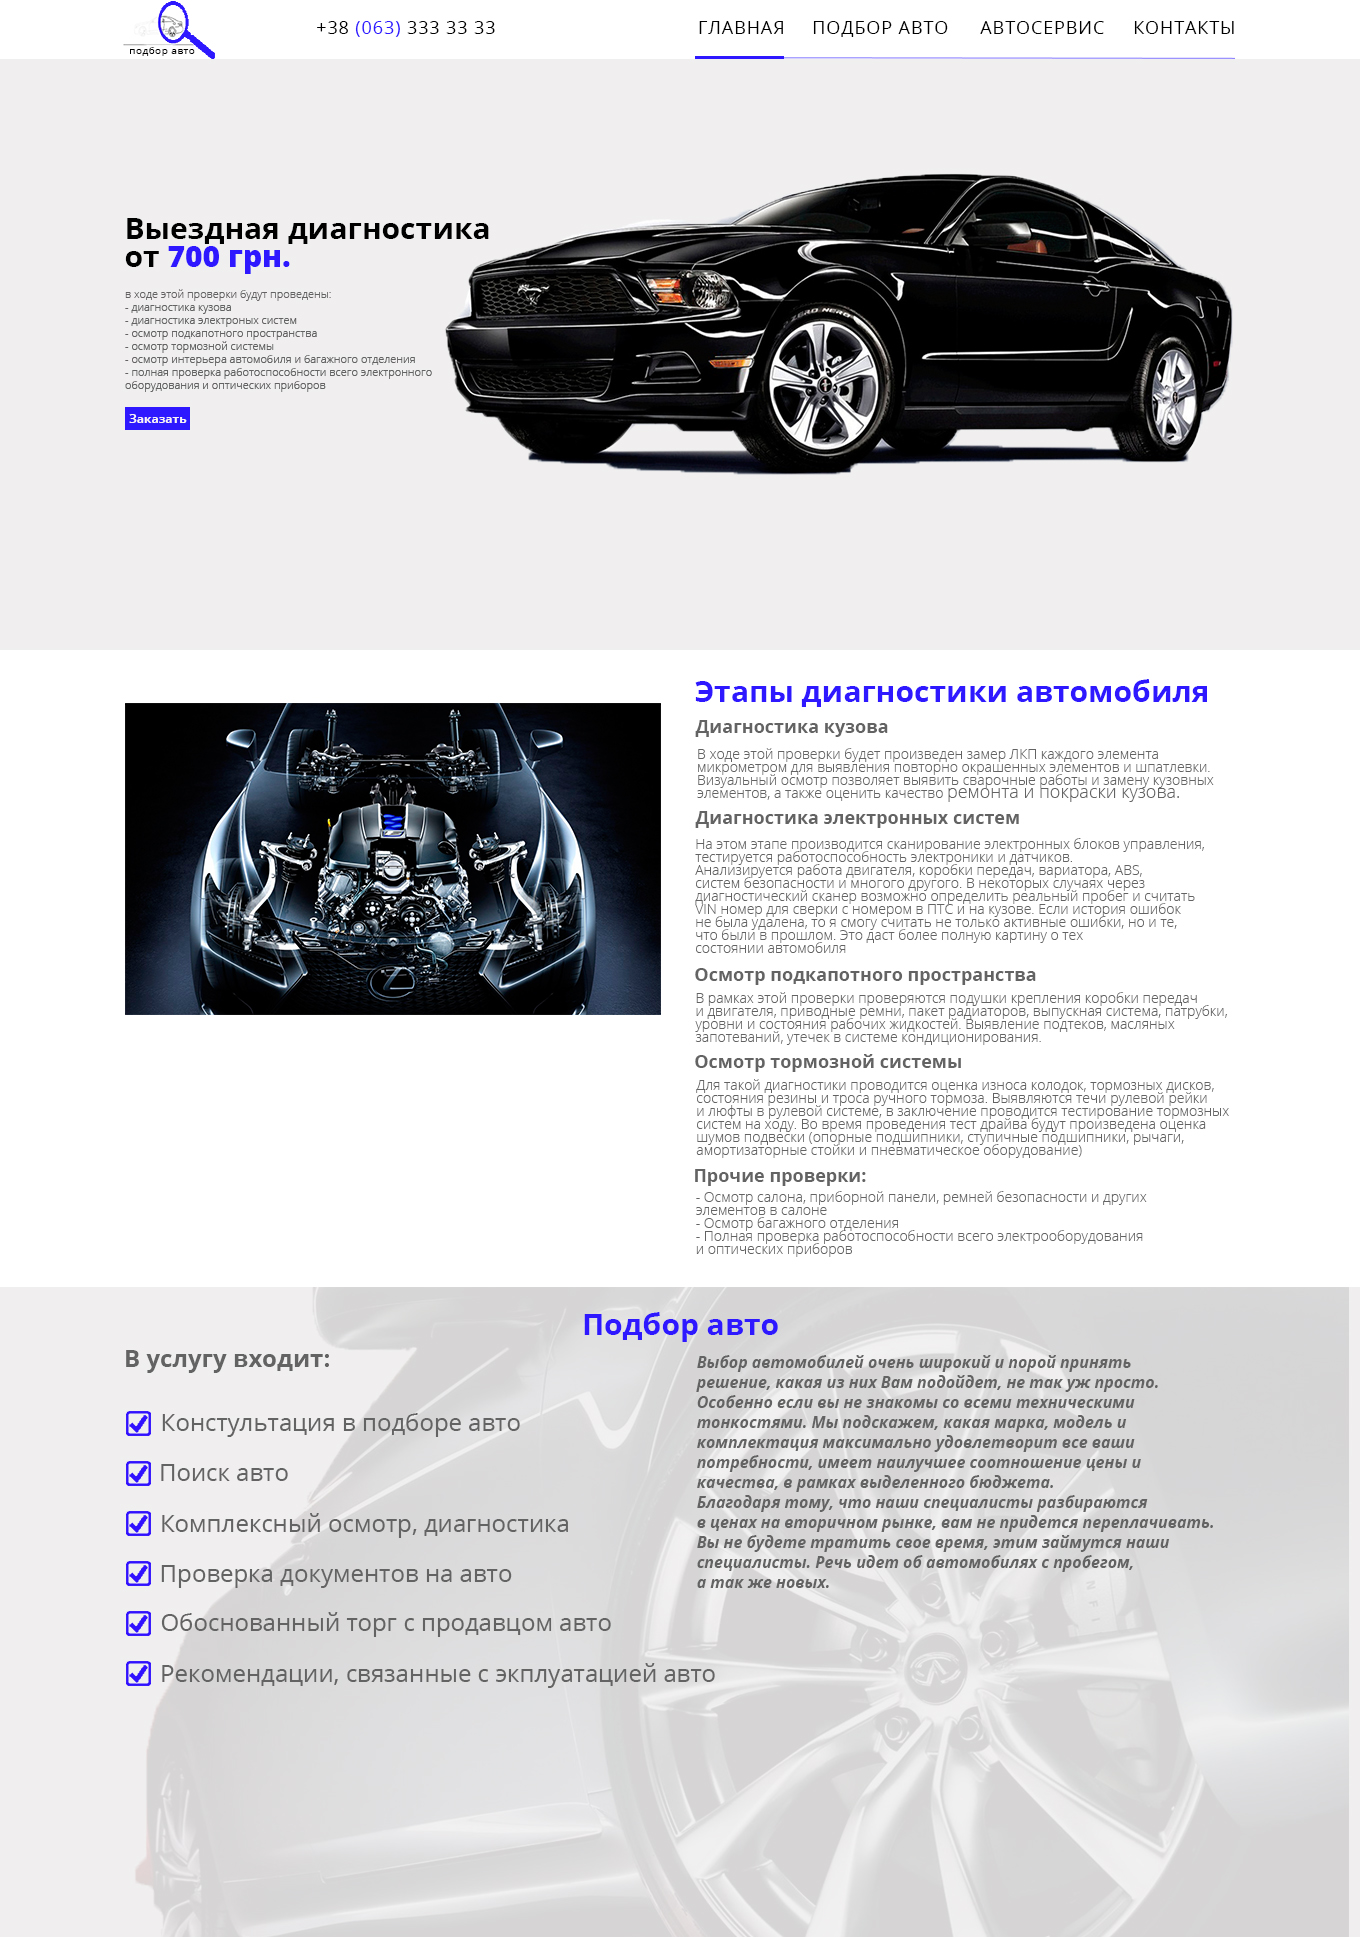 подбор авто
+38 (063) 333 33 33
ГЛАВНАЯ ПОДБОР АВТО АВТОСЕРВИС КОНТАКТЫ
Выездная диагностика
от 700 грн.
в ходе этой проверки будут проведены:
- диагностика кузова
- диагностика электроных систем
- осмотр подкапотного пространства
- осмотр тормозной системы
- осмотр интерьера автомобиля и багажного отделения
- полная проверка работоспособности всего электронного
оборудования и оптических приборов
Заказать
ZERO NERO
Этапы диагностики автомобиля
Диагностика кузова
В ходе этой проверки будет произведен замер ЛКП каждого элемента
микрометром для выявления повторно окрашенных элементов и шпатлевки.
Визуальный осмотр позволяет выявить сварочные работы и замену кузовных
элементов, а также оценить качество ремонта и покраски кузова.
Диагностика электронных систем
На этом этапе производится сканирование электронных блоков управления,
тестируется работоспособность электроники и датчиков.
Анализируется работа двигателя, коробки передач, вариатора, ABS,
систем безопасности и многого другого. В некоторых случаях через
диагностический сканер возможно определить реальный пробег и считать
VIN номер для сверки с номером в ПТС и на кузове. Если история ошибок
не была удалена, то я смогу считать не только активные ошибки, но и те,
что были в прошлом. Это даст более полную картину о тех
состоянии автомобиля
Осмотр подкапотного пространства
В рамках этой проверки проверяются подушки крепления коробки передач
и двигателя, приводные ремни, пакет радиаторов, выпускная система, патрубки,
уровни и состояния рабочих жидкостей. Выявление подтеков, масляных
запотеваний, утечек в системе кондиционирования.
Осмотр тормозной системы
Для такой диагностики проводится оценка износа колодок, тормозных дисков,
состояния резины и троса ручного тормоза. Выявляются течи рулевой рейки
и люфты в рулевой системе, в заключение проводится тестирование тормозных
систем на ходу. Во время проведения тест драйва будут произведена оценка
шумов подвески (опорные подшипники, ступичные подшипники, рычаги,
амортизаторные стойки и пневматическое оборудование)
Прочие проверки:
- Осмотр салона, приборной панели, ремней безопасности и других
элементов в салоне
- Осмотр багажного отделения
- Полная проверка работоспособности всего электрооборудования
и оптических приборов
Подбор авто
В услугу входит:
Констультация в подборе авто
Поиск авто
Комплексный осмотр, диагностика
Проверка документов на авто
Обоснованный торг с продавцом авто
Рекомендации, связанные с экплуатацией авто
Выбор автомобилей очень широкий и порой принять
решение, какая из них Вам подойдет, не так уж просто.
Особенно если вы не знакомы со всеми техническими
тонкостями. Мы подскажем, какая марка, модель и
комплектация максимально удовлетворит все ваши
потребности, имеет наилучшее соотношение цены и
качества, в рамках выделенного бюджета.
Благодаря тому, что наши специалисты разбираются
в ценах на вторичном рынке, вам не придется переплачивать.
Вы не будете тратить свое время, этим займутся наши
специалисты. Речь идет об автомобилях с пробегом,
а так же новых.